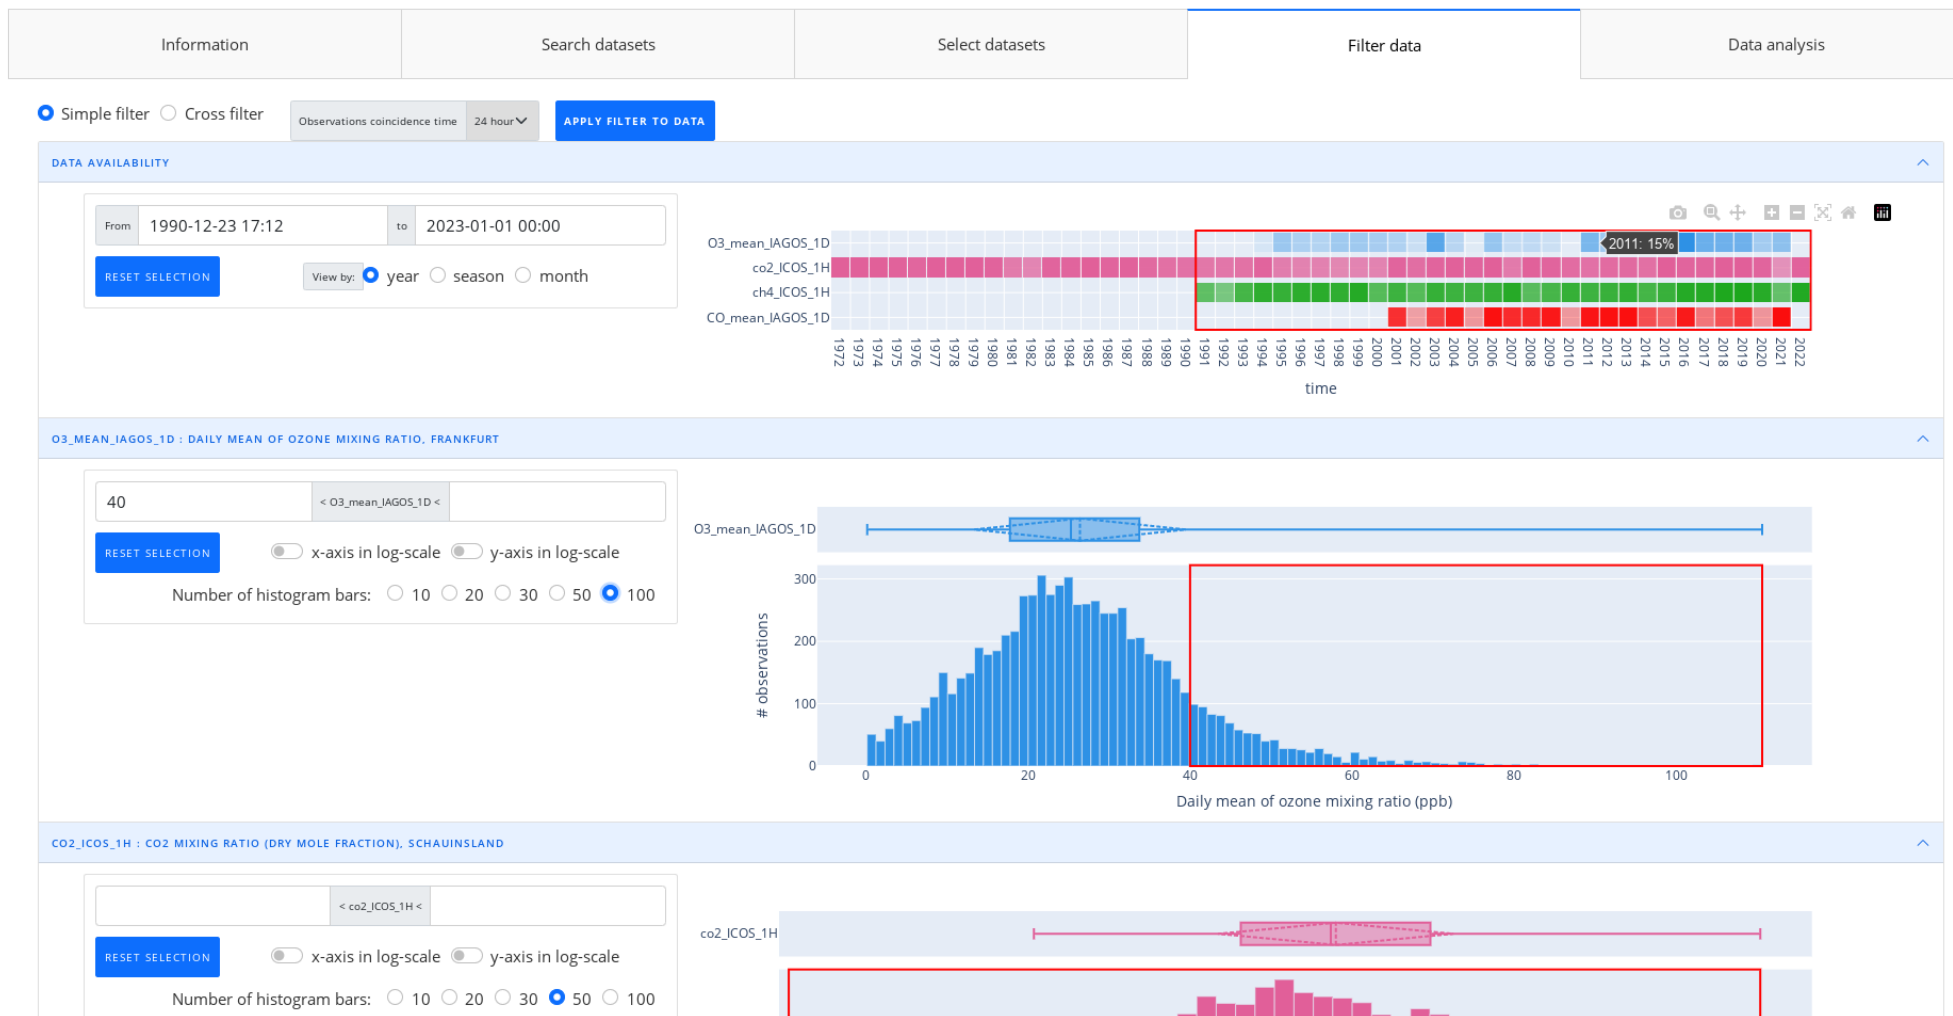 Information Search datasets Select datasets Filter data Data analysis
Simple filter Cross filter Observations coincidence time 24 hour APPLY FILTER TO DATA
DATA AVAILABILITY
From 1990-12-23 17:12 to 2023-01-01 00:00
RESET SELECTION View by: year season month
O3_mean_IAGOS_1D 2011: 15%
co2_ICOS_1H
ch4_ICOS_1H
CO_mean_IAGOS_1D
1972 1973 1974 1975 1976 1977 1978 1979 1980 1981 1982 1983 1984 1985 1986 1987 1988 1989 1990 1991 1992 1993 1994 1995 1996 1997 1998 1999 2000 2001 2002 2003 2004 2005 2006 2007 2008 2009 2010 2011 2012 2013 2014 2015 2016 2017 2018 2019 2020 2021 2022
time
O3_MEAN_IAGOS_1D : DAILY MEAN OF OZONE MIXING RATIO, FRANKFURT
40 < O3_mean_IAGOS_1D <
RESET SELECTION x-axis in log-scale y-axis in log-scale
Number of histogram bars: 10 20 30 50 100
O3_mean_IAGOS_1D
300
200
100
0
# observations
0 20 40 60 80 100
Daily mean of ozone mixing ratio (ppb)
CO2_ICOS_1H : CO2 MIXING RATIO (DRY MOLE FRACTION), SCHAUINSLAND
< co2_ICOS_1H <
RESET SELECTION x-axis in log-scale y-axis in log-scale
Number of histogram bars: 10 20 30 50 100
co2_ICOS_1H